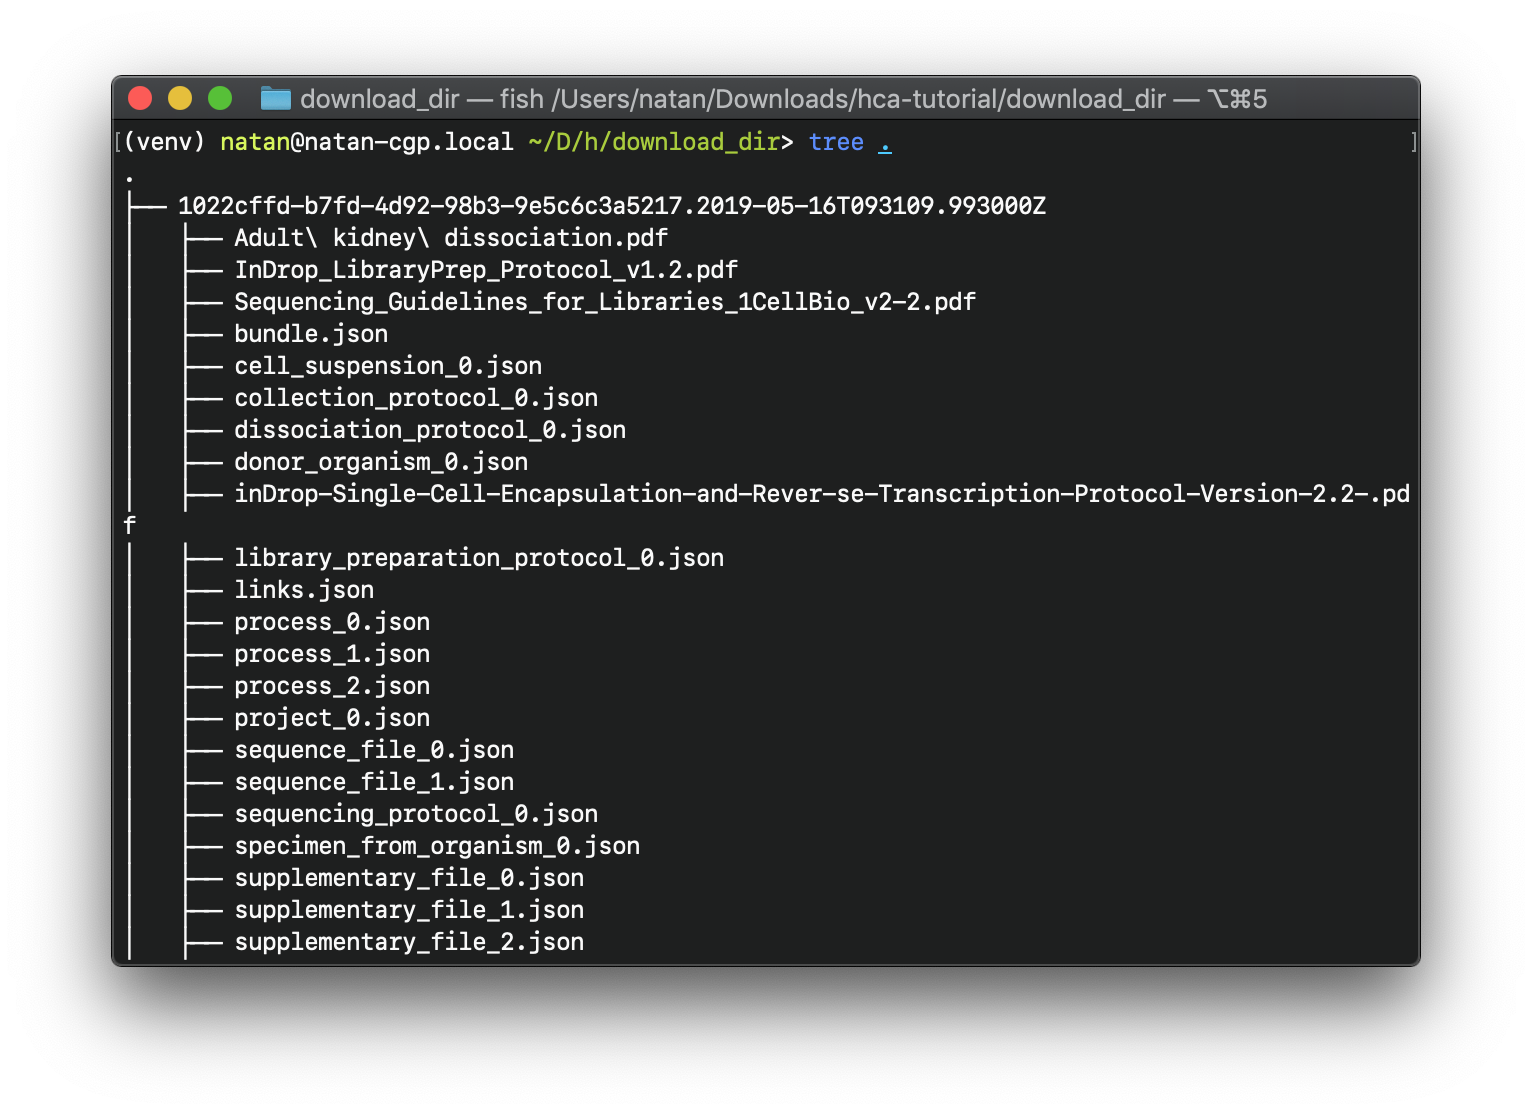 download_dir — fish /Users/natan/Downloads/hca-tutorial/download_dir — ⌥⌘5
[(venv) natan@natan-cgp.local ~/D/h/download_dir> tree . ]
.
├── 1022cffd-b7fd-4d92-98b3-9e5c6c3a5217.2019-05-16T093109.993000Z
│   ├── Adult\ kidney\ dissociation.pdf
│   ├── InDrop_LibraryPrep_Protocol_v1.2.pdf
│   ├── Sequencing_Guidelines_for_Libraries_1CellBio_v2-2.pdf
│   ├── bundle.json
│   ├── cell_suspension_0.json
│   ├── collection_protocol_0.json
│   ├── dissociation_protocol_0.json
│   ├── donor_organism_0.json
│   ├── inDrop-Single-Cell-Encapsulation-and-Rever-se-Transcription-Protocol-Version-2.2-.pd
f
│   ├── library_preparation_protocol_0.json
│   ├── links.json
│   ├── process_0.json
│   ├── process_1.json
│   ├── process_2.json
│   ├── project_0.json
│   ├── sequence_file_0.json
│   ├── sequence_file_1.json
│   ├── sequencing_protocol_0.json
│   ├── specimen_from_organism_0.json
│   ├── supplementary_file_0.json
│   ├── supplementary_file_1.json
│   ├── supplementary_file_2.json